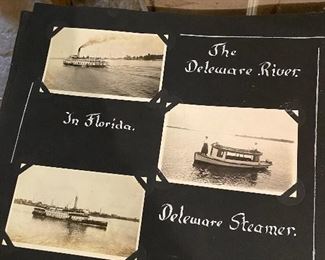 The
Deleware River.
In Florida.
Deleware Steamer.